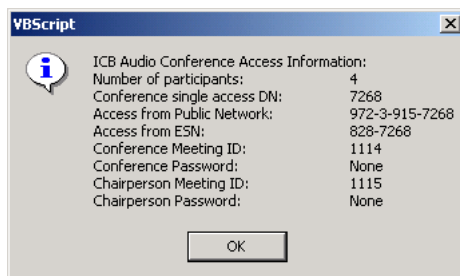 VBScript
ICB Audio Conference Access Information:
Number of participants: 4
Conference single access DN: 7268
Access from Public Network: 972-3-915-7268
Access from ESN: 828-7268
Conference Meeting ID: 1114
Conference Password: None
Chairperson Meeting ID: 1115
Chairperson Password: None
OK